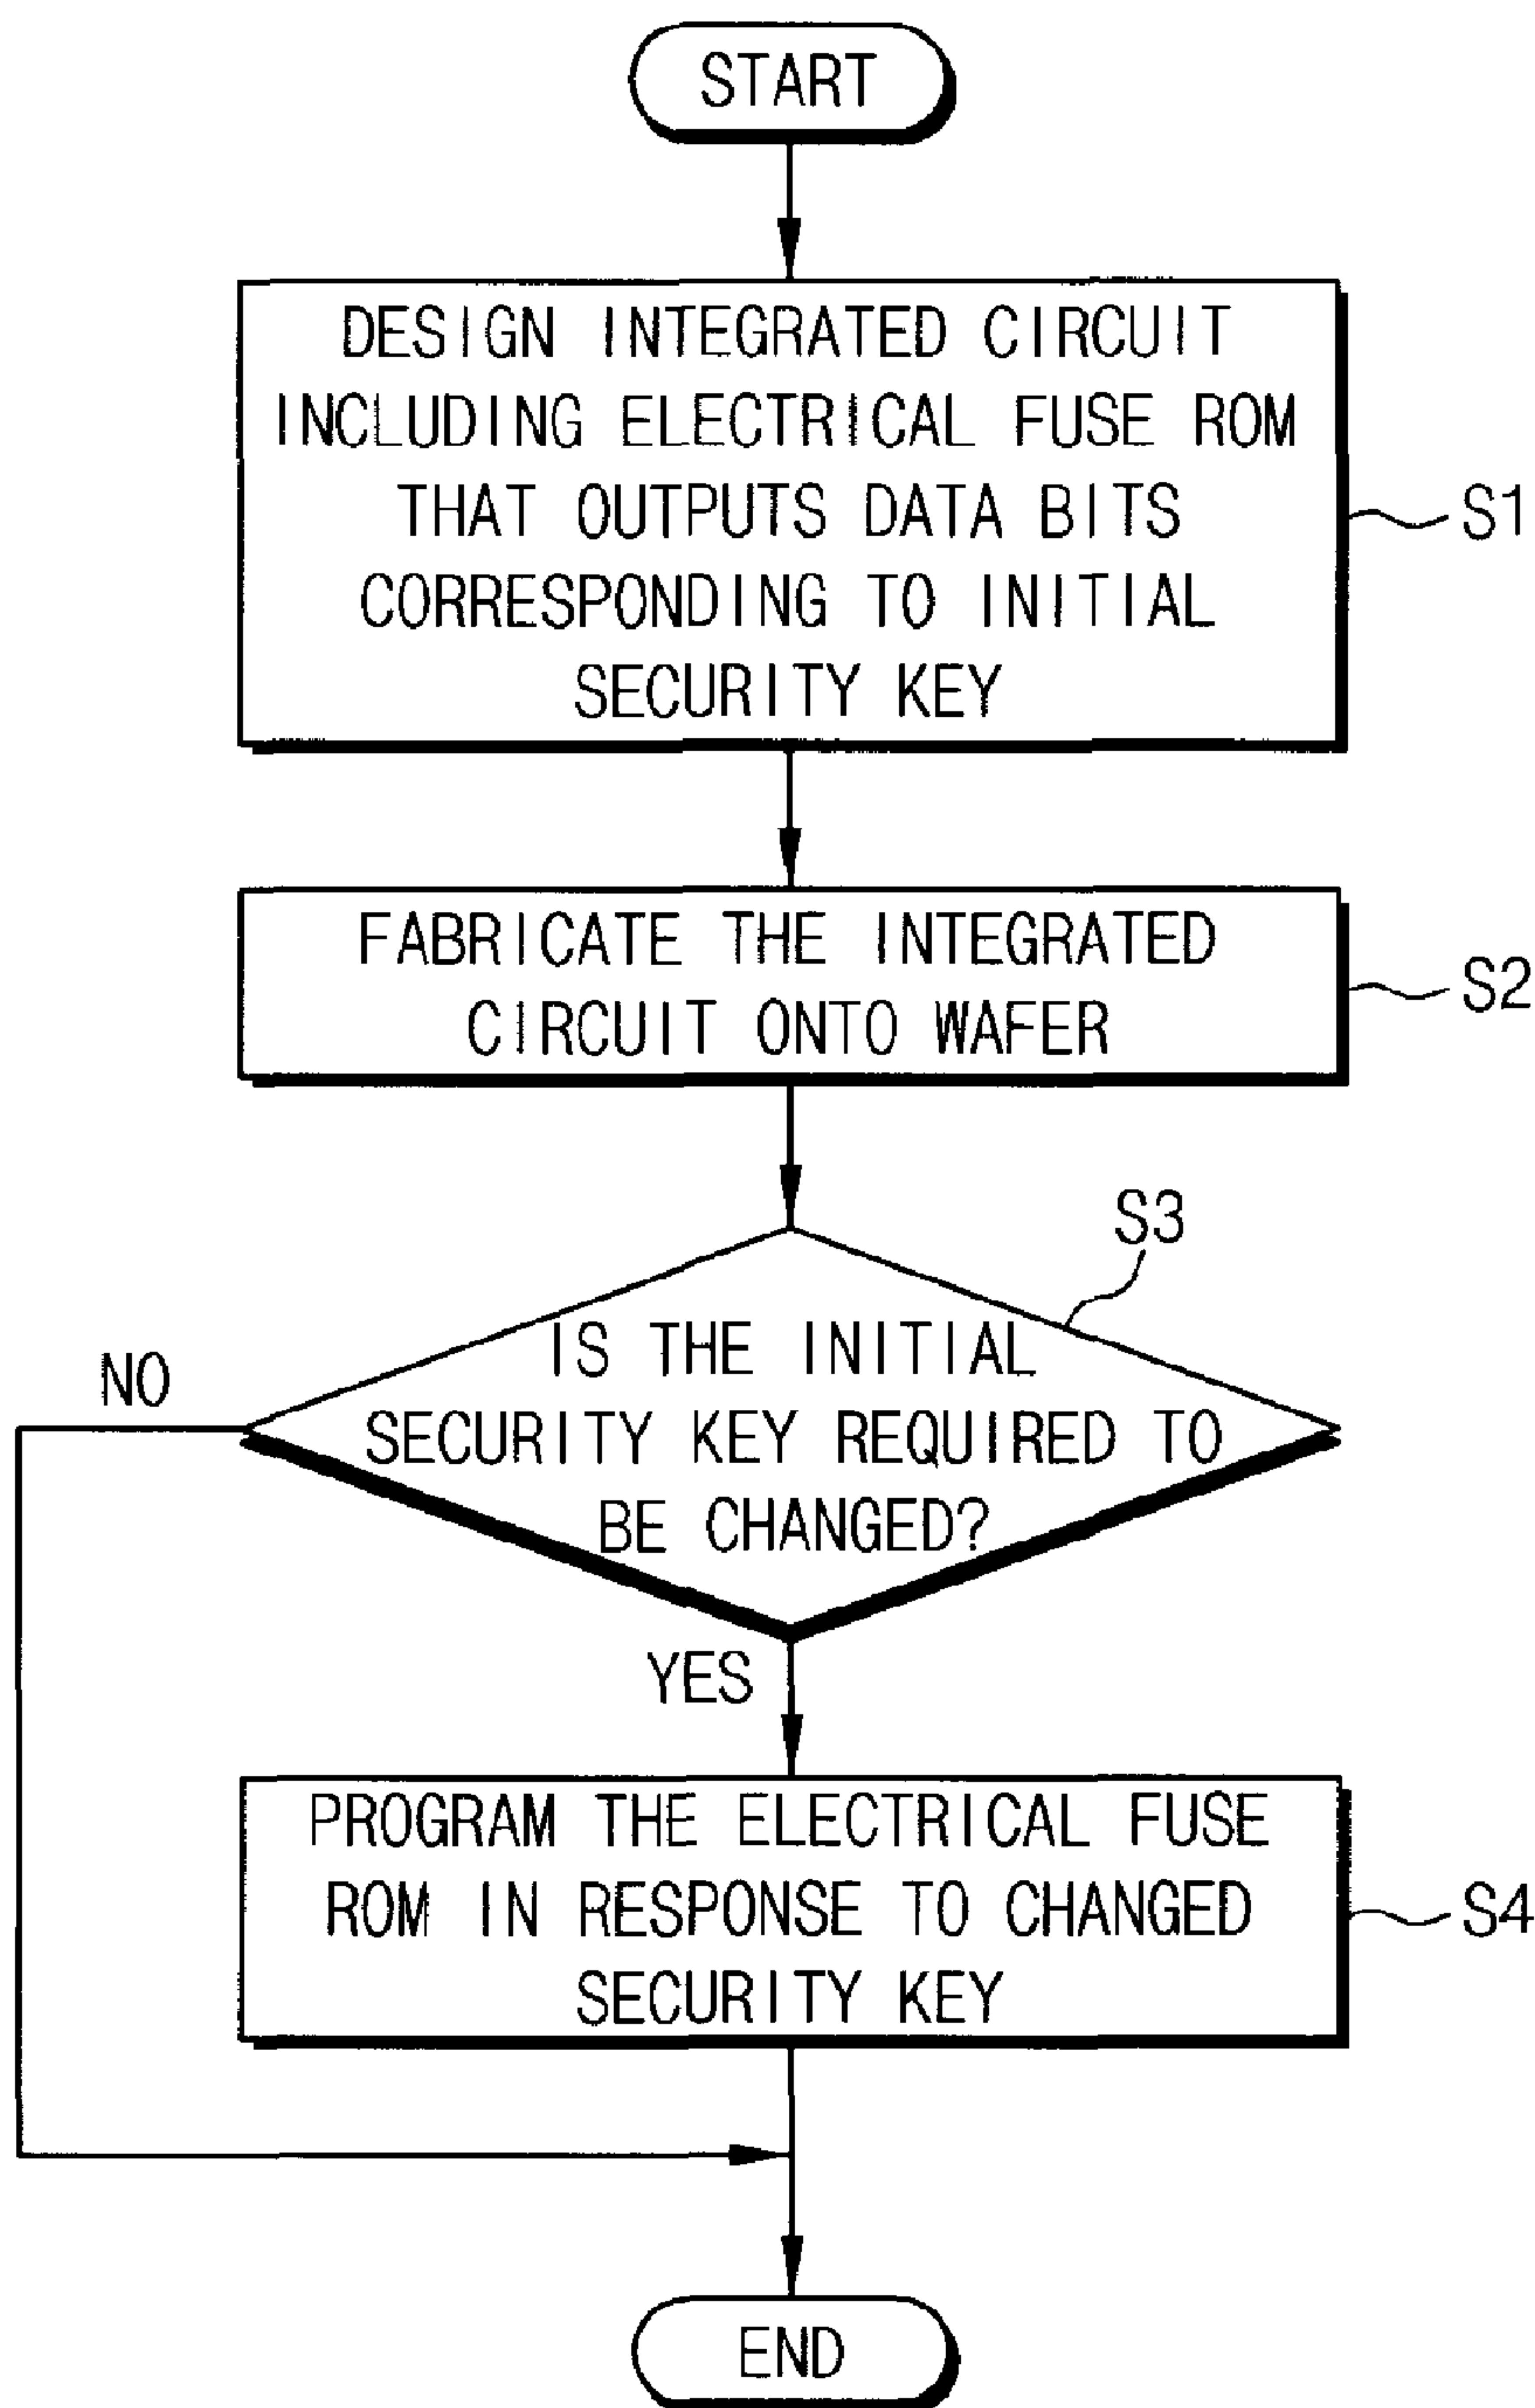 START
DESIGN INTEGRATED CIRCUIT
INCLUDING ELECTRICAL FUSE ROM
THAT OUTPUTS DATA BITS
CORRESPONDING TO INITIAL
SECURITY KEY
S1
FABRICATE THE INTEGRATED
CIRCUIT ONTO WAFER
S2
S3
IS THE INITIAL
SECURITY KEY REQUIRED TO
BE CHANGED?
NO
YES
PROGRAM THE ELECTRICAL FUSE
ROM IN RESPONSE TO CHANGED
SECURITY KEY
S4
END